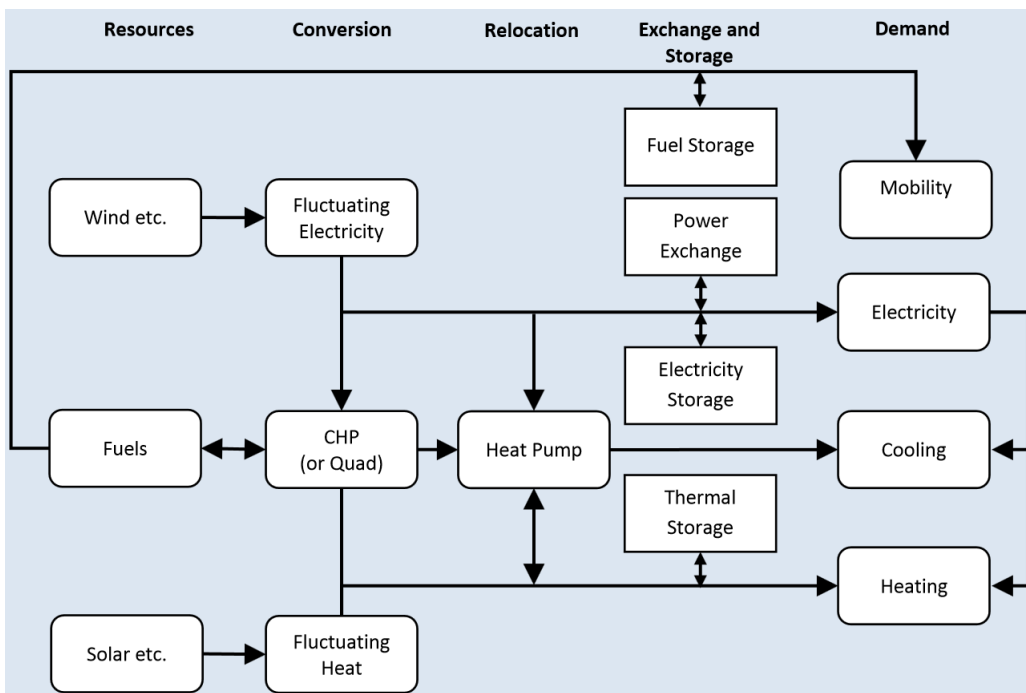 Resources
Conversion
Relocation
Exchange and
Storage
Demand
Fuel Storage
Mobility
Wind etc.
Fluctuating
Electricity
Power
Exchange
Electricity
Electricity
Storage
Fuels
CHP
(or Quad)
Heat Pump
Cooling
Thermal
Storage
Heating
Solar etc.
Fluctuating
Heat